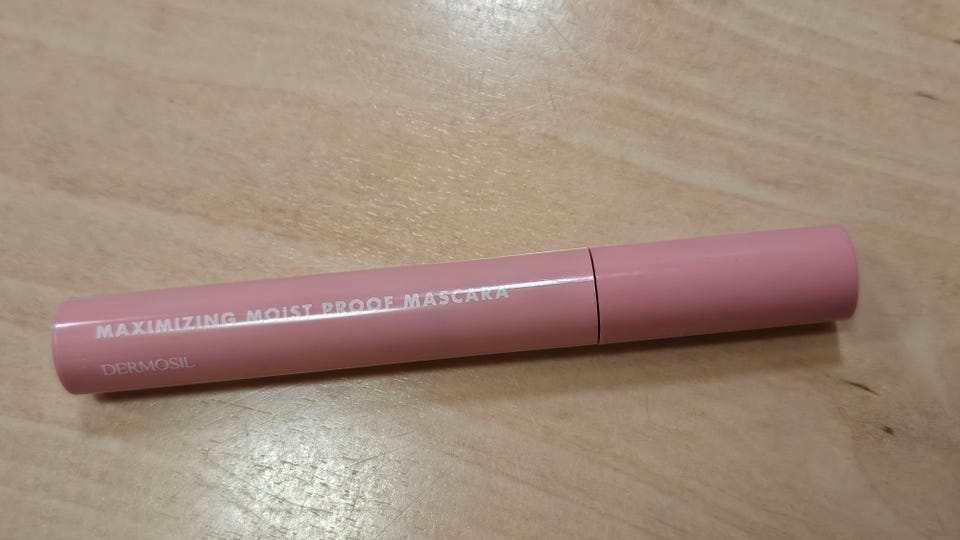 MAXIMIZING MOIST PROOF MASCARA
DERMOSIL